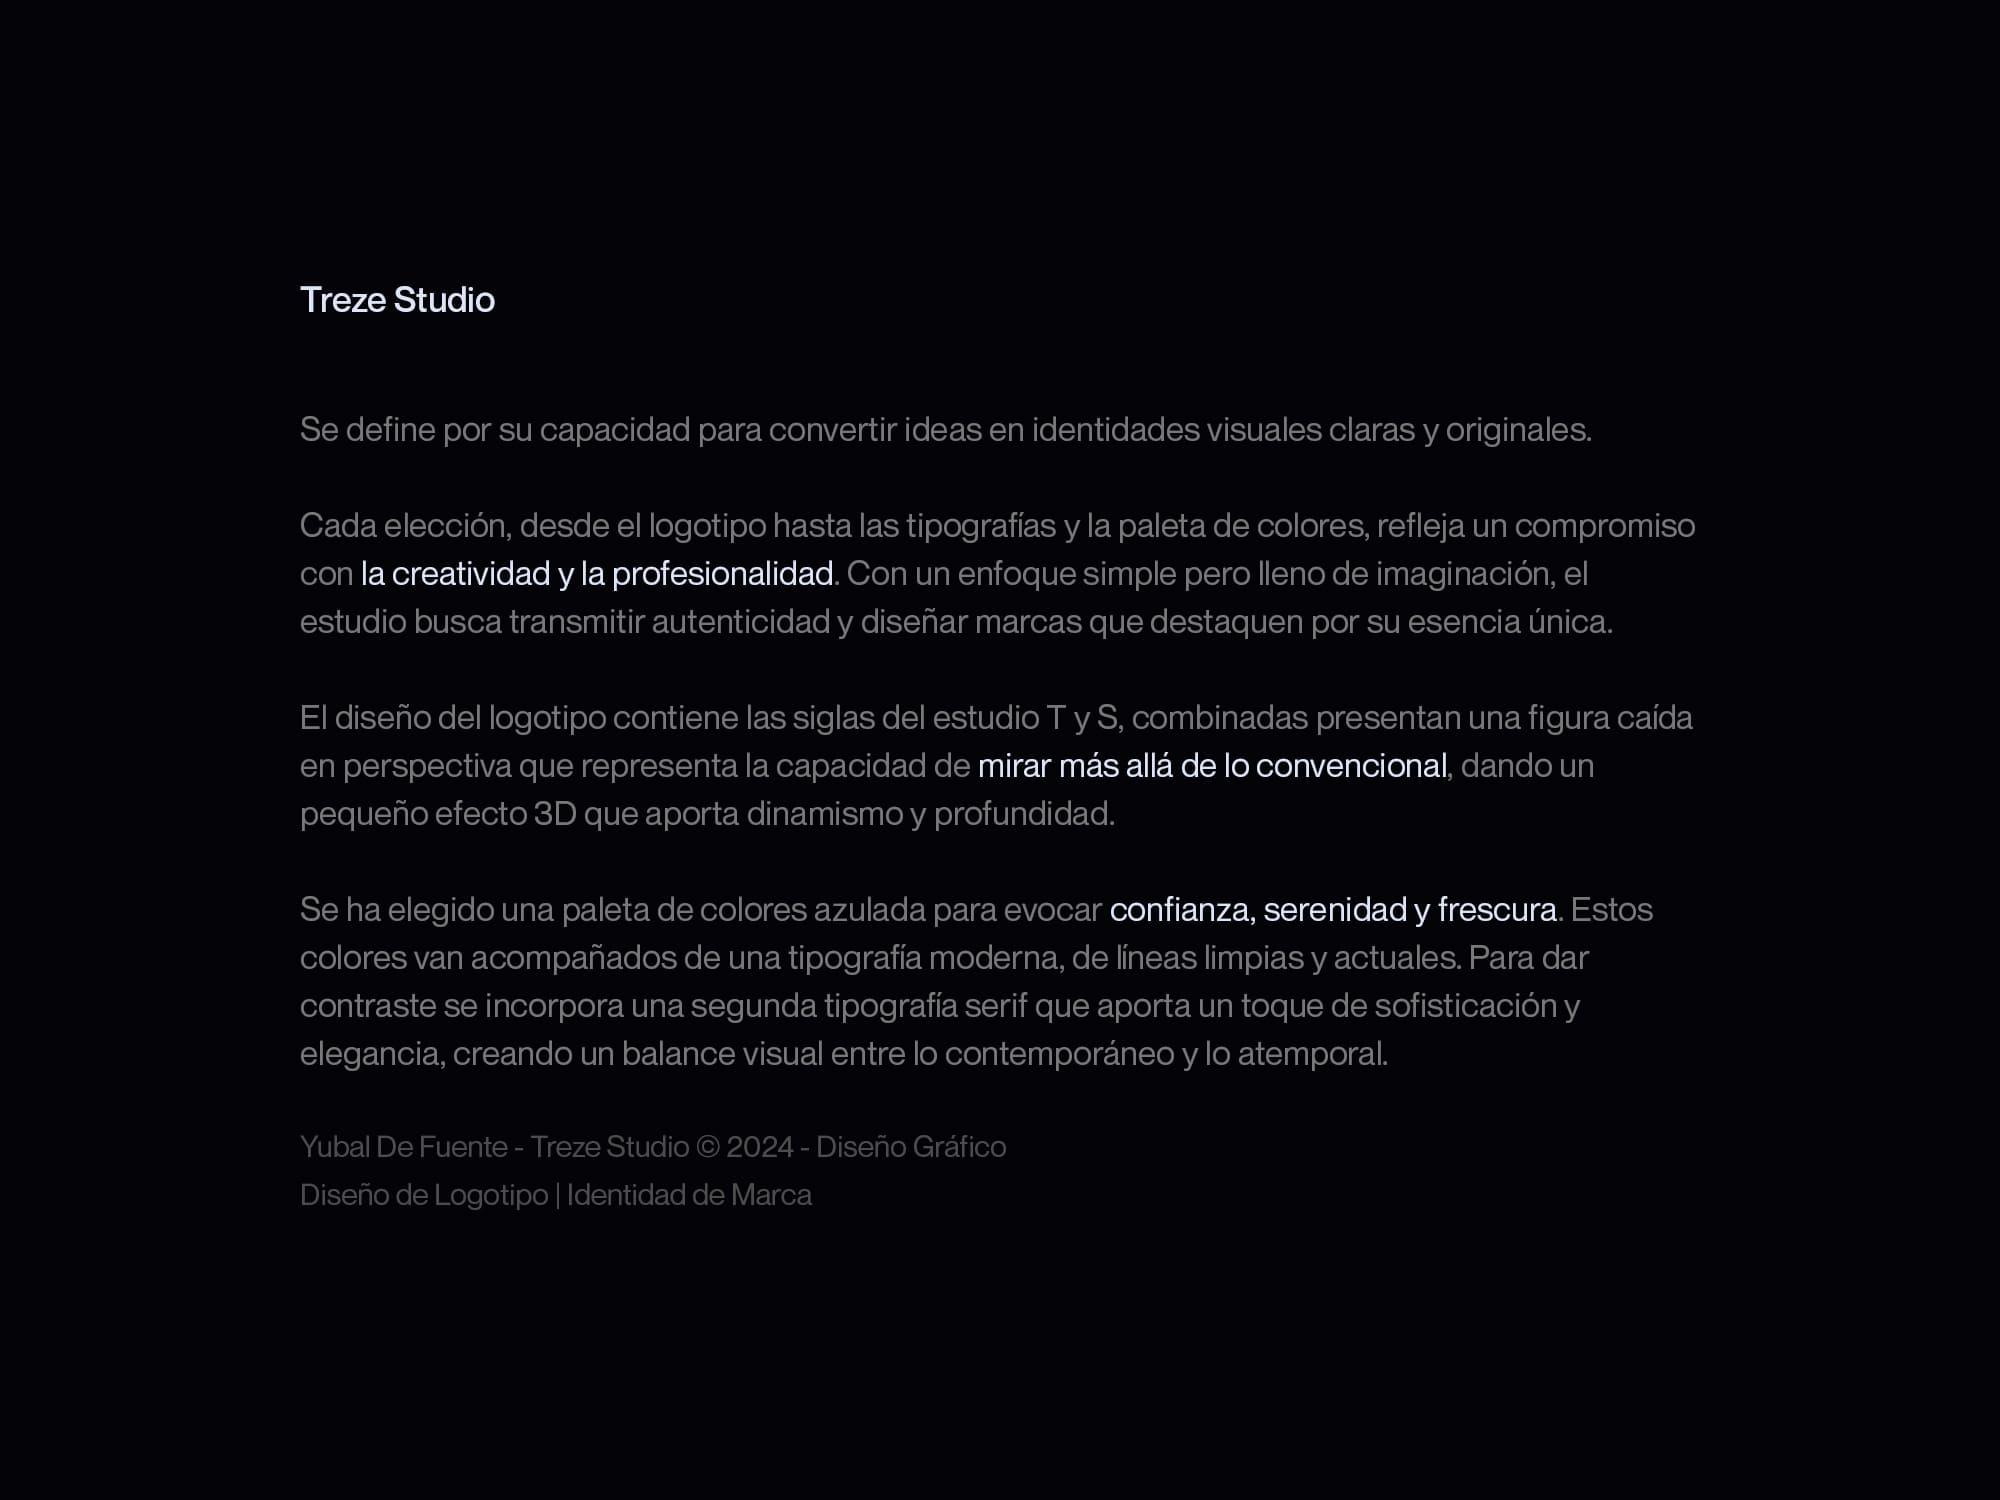 Treze Studio
Se define por su capacidad para convertir ideas en identidades visuales claras y originales.
Cada elección, desde el logotipo hasta las tipografías y la paleta de colores, refleja un compromiso
con la creatividad y la profesionalidad. Con un enfoque simple pero lleno de imaginación, el
estudio busca transmitir autenticidad y diseñar marcas que destaquen por su esencia única.
El diseño del logotipo contiene las siglas del estudio T y S, combinadas presentan una figura caída
en perspectiva que representa la capacidad de mirar más allá de lo convencional, dando un
pequeño efecto 3D que aporta dinamismo y profundidad.
Se ha elegido una paleta de colores azulada para evocar confianza, serenidad y frescura. Estos
colores van acompañados de una tipografía moderna, de líneas limpias y actuales. Para dar
contraste se incorpora una segunda tipografía serif que aporta un toque de sofisticación y
elegancia, creando un balance visual entre lo contemporáneo y lo atemporal.
Yubal De Fuente - Treze Studio © 2024 - Diseño Gráfico
Diseño de Logotipo | Identidad de Marca